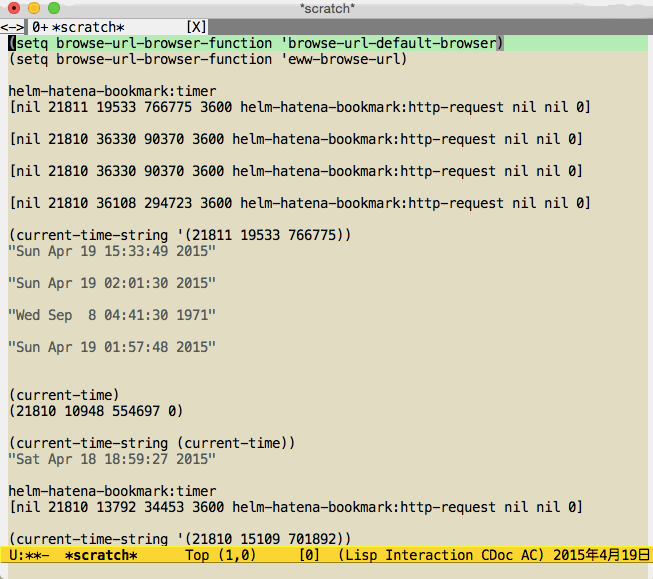 *scratch*
<-> 0+ *scratch* [X]
(setq browse-url-browser-function 'browse-url-default-browser)
(setq browse-url-browser-function 'eww-browse-url)
helm-hatena-bookmark:timer
[nil 21811 19533 766775 3600 helm-hatena-bookmark:http-request nil nil 0]
[nil 21810 36330 90370 3600 helm-hatena-bookmark:http-request nil nil 0]
[nil 21810 36330 90370 3600 helm-hatena-bookmark:http-request nil nil 0]
[nil 21810 36108 294723 3600 helm-hatena-bookmark:http-request nil nil 0]
(current-time-string '(21811 19533 766775))
"Sun Apr 19 15:33:49 2015"
"Sun Apr 19 02:01:30 2015"
"Wed Sep  8 04:41:30 1971"
"Sun Apr 19 01:57:48 2015"
(current-time)
(21810 10948 554697 0)
(current-time-string (current-time))
"Sat Apr 18 18:59:27 2015"
helm-hatena-bookmark:timer
[nil 21810 13792 34453 3600 helm-hatena-bookmark:http-request nil nil 0]
(current-time-string '(21810 15109 701892))
U:**- *scratch* Top (1,0) [0] (Lisp Interaction CDoc AC) 2015年4月19日